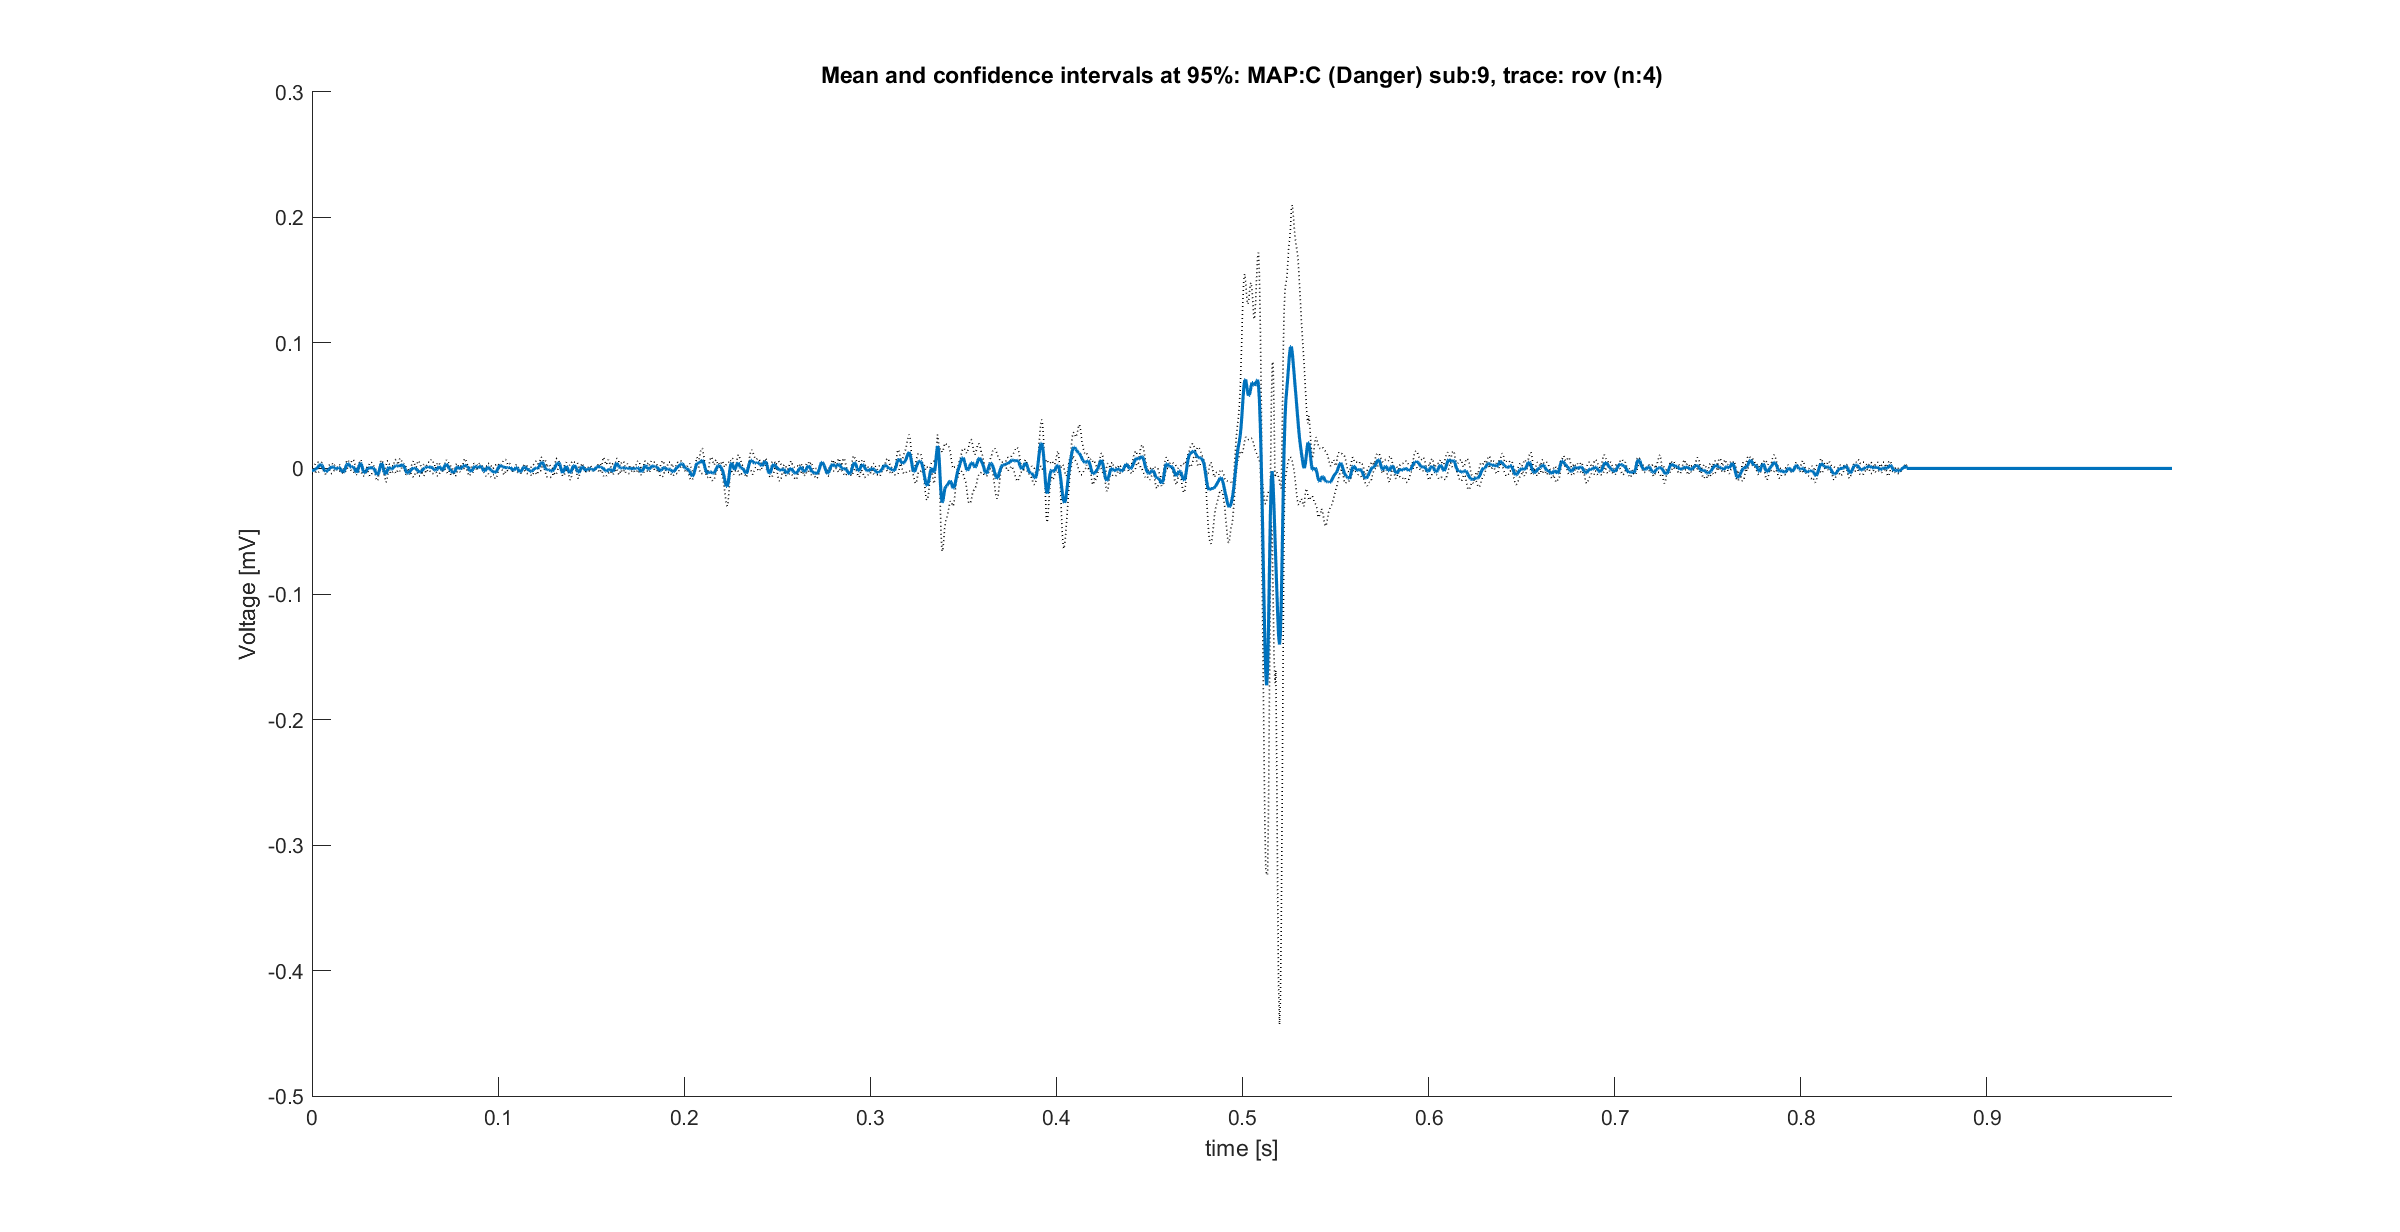 Mean and confidence intervals at 95%: MAP:C (Danger) sub:9, trace: rov (n:4)
0.3
0.2
0.1
0
-0.1
-0.2
-0.3
-0.4
-0.5
Voltage [mV]
0 0.1 0.2 0.3 0.4 0.5 0.6 0.7 0.8 0.9
time [s]